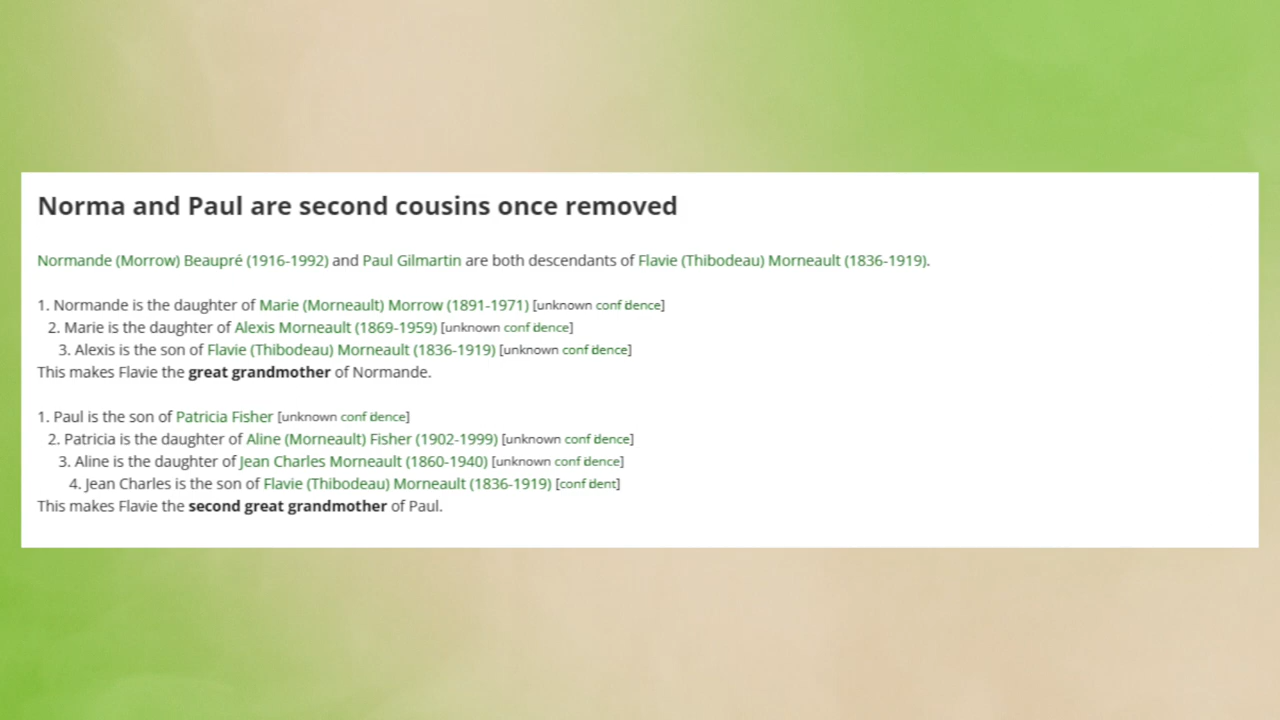 Norma and Paul are second cousins once removed
Normande (Morrow) Beaupré (1916-1992) and Paul Gilmartin are both descendants of Flavie (Thibodeau) Morneault (1836-1919).
1. Normande is the daughter of Marie (Morneault) Morrow (1891-1971) [unknown confidence]
2. Marie is the daughter of Alexis Morneault (1869-1959) [unknown confidence]
3. Alexis is the son of Flavie (Thibodeau) Morneault (1836-1919) [unknown confidence]
This makes Flavie the great grandmother of Normande.
1. Paul is the son of Patricia Fisher [unknown confidence]
2. Patricia is the daughter of Aline (Morneault) Fisher (1902-1999) [unknown confidence]
3. Aline is the daughter of Jean Charles Morneault (1860-1940) [unknown confidence]
4. Jean Charles is the son of Flavie (Thibodeau) Morneault (1836-1919) [confident]
This makes Flavie the second great grandmother of Paul.